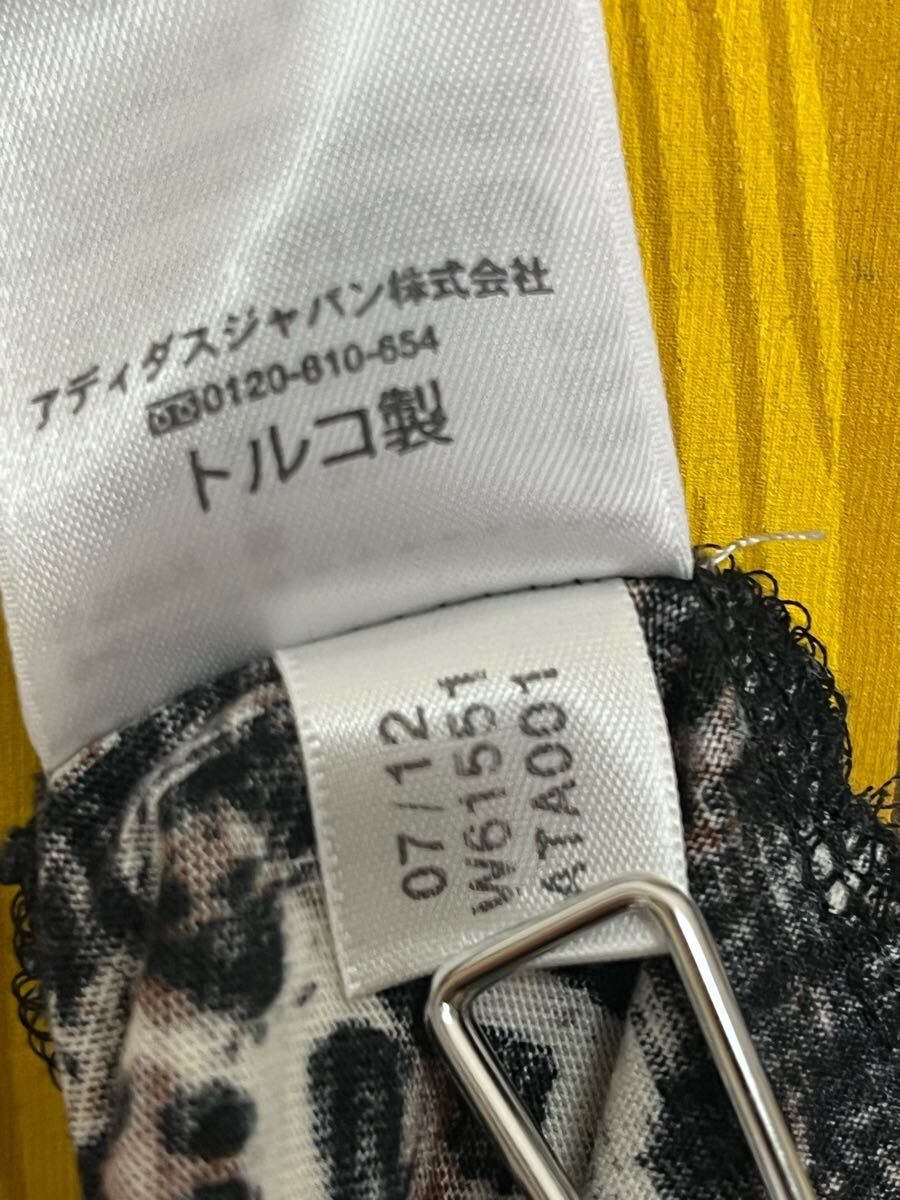 アディダスジャパン株式会社
0120-810-654
トルコ製
07/12
W61551
ATA001